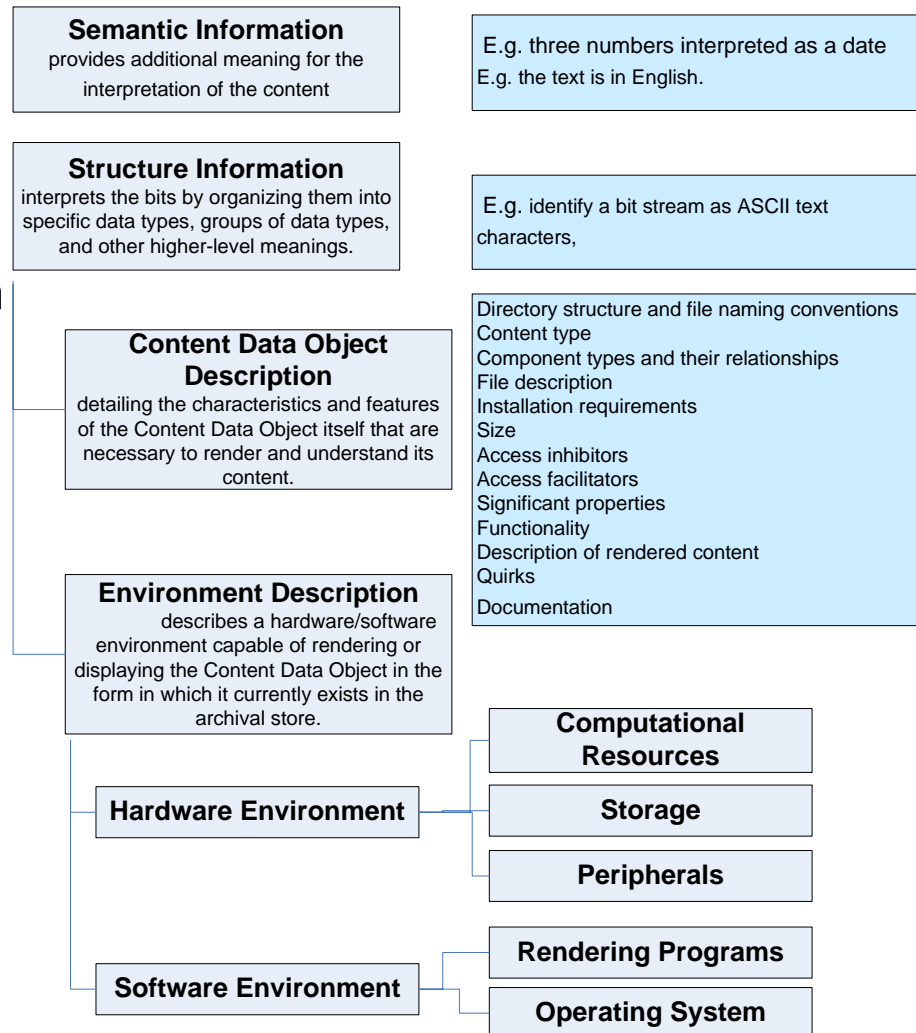 Semantic Information
provides additional meaning for the
interpretation of the content
E.g. three numbers interpreted as a date
E.g. the text is in English.
Structure Information
interprets the bits by organizing them into
specific data types, groups of data types,
and other higher-level meanings.
E.g. identify a bit stream as ASCII text
characters,
Content Data Object
Description
detailing the characteristics and features
of the Content Data Object itself that are
necessary to render and understand its
content.
Directory structure and file naming conventions
Content type
Component types and their relationships
File description
Installation requirements
Size
Access inhibitors
Access facilitators
Significant properties
Functionality
Description of rendered content
Quirks
Documentation
Environment Description
describes a hardware/software
environment capable of rendering or
displaying the Content Data Object in the
form in which it currently exists in the
archival store.
Computational
Resources
Hardware Environment
Storage
Peripherals
Rendering Programs
Software Environment
Operating System